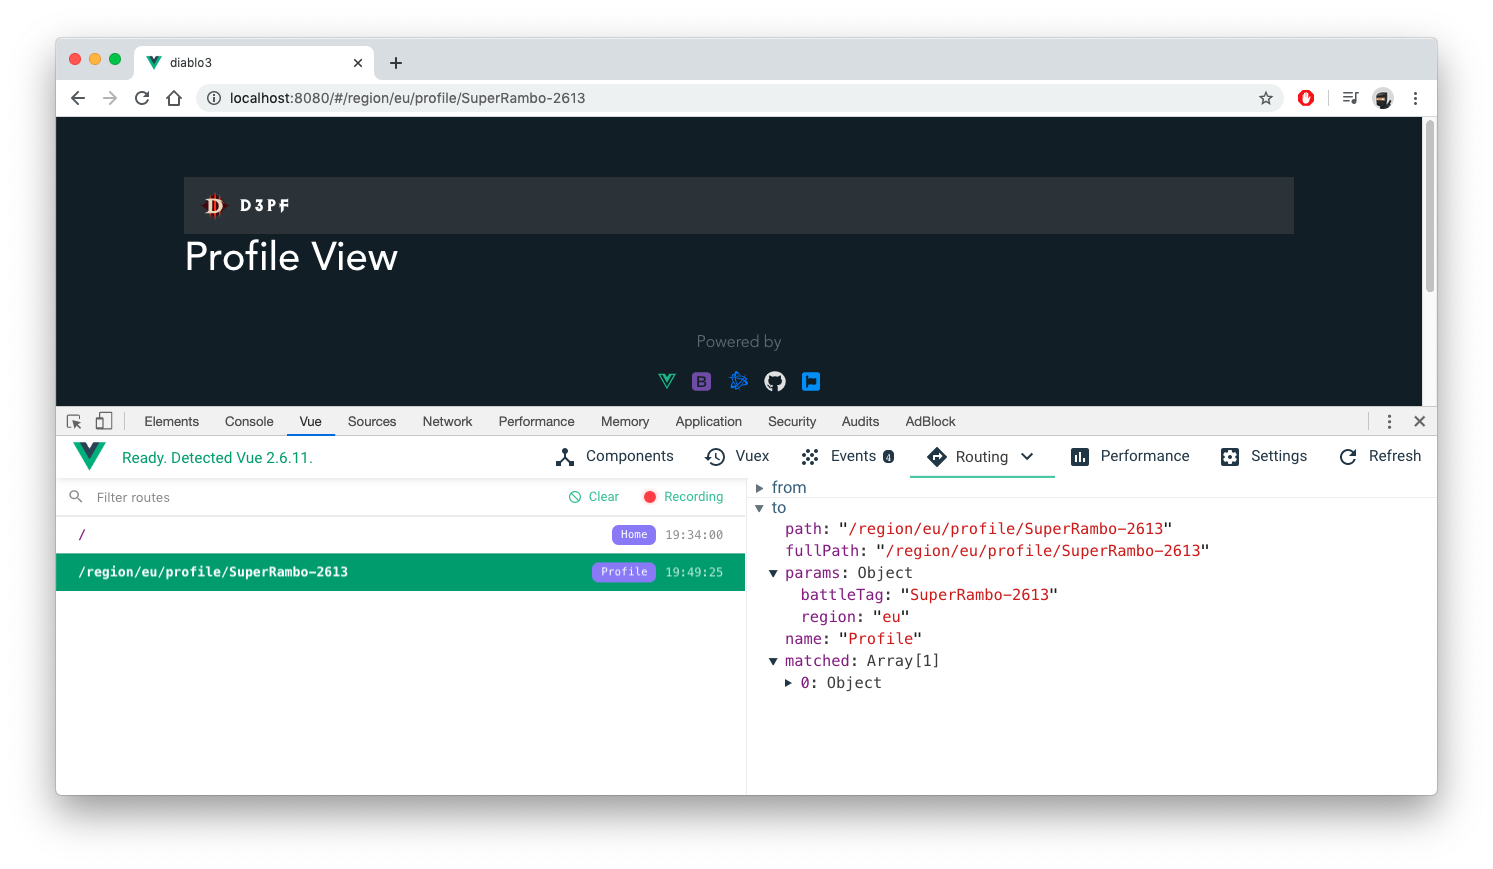 diablo3
localhost:8080/#/region/eu/profile/SuperRambo-2613
D3PF
Profile View
Powered by
Elements Console Vue Sources Network Performance Memory Application Security Audits AdBlock
Ready. Detected Vue 2.6.11.
Components Vuex Events 4 Routing Performance Settings Refresh
Filter routes Clear Recording
/ Home 19:34:00
/region/eu/profile/SuperRambo-2613 Profile 19:49:25
from
to
path: "/region/eu/profile/SuperRambo-2613"
fullPath: "/region/eu/profile/SuperRambo-2613"
params: Object
battleTag: "SuperRambo-2613"
region: "eu"
name: "Profile"
matched: Array[1]
0: Object